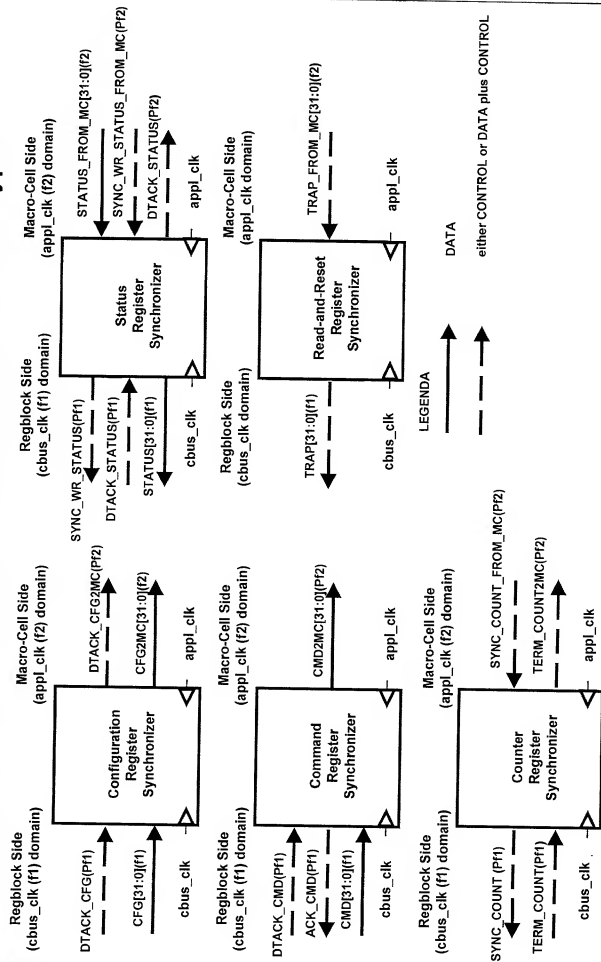 Regblock Side
(cbus_clk (f1) domain)
Macro-Cell Side
(appl_clk (f2) domain)
DTACK_CFG(Pf1)
CFG[31:0](f1)
cbus_clk
Configuration
Register
Synchronizer
DTACK_CFG2MC(Pf2)
CFG2MC[31:0](f2)
appl_clk
Regblock Side
(cbus_clk (f1) domain)
Macro-Cell Side
(appl_clk (f2) domain)
SYNC_WR_STATUS(Pf1)
DTACK_STATUS(Pf1)
STATUS[31:0](f1)
cbus_clk
Status
Register
Synchronizer
STATUS_FROM_MC[31:0](f2)
SYNC_WR_STATUS_FROM_MC(Pf2)
DTACK_STATUS(Pf2)
appl_clk
Regblock Side
(cbus_clk (f1) domain)
Macro-Cell Side
(appl_clk (f2) domain)
DTACK_CMD(Pf1)
ACK_CMD(Pf1)
CMD[31:0](f1)
cbus_clk
Command
Register
Synchronizer
CMD2MC[31:0](Pf2)
appl_clk
Regblock Side
(cbus_clk (f1) domain)
Macro-Cell Side
(appl_clk (f2) domain)
TRAP[31:0](f1)
cbus_clk
Read-and-Reset
Register
Synchronizer
TRAP_FROM_MC[31:0](f2)
appl_clk
Regblock Side
(cbus_clk (f1) domain)
Macro-Cell Side
(appl_clk (f2) domain)
SYNC_COUNT (Pf1)
TERM_COUNT(Pf1)
cbus_clk
Counter
Register
Synchronizer
SYNC_COUNT_FROM_MC(Pf2)
TERM_COUNT2MC(Pf2)
appl_clk
LEGENDA
DATA
either CONTROL or DATA plus CONTROL